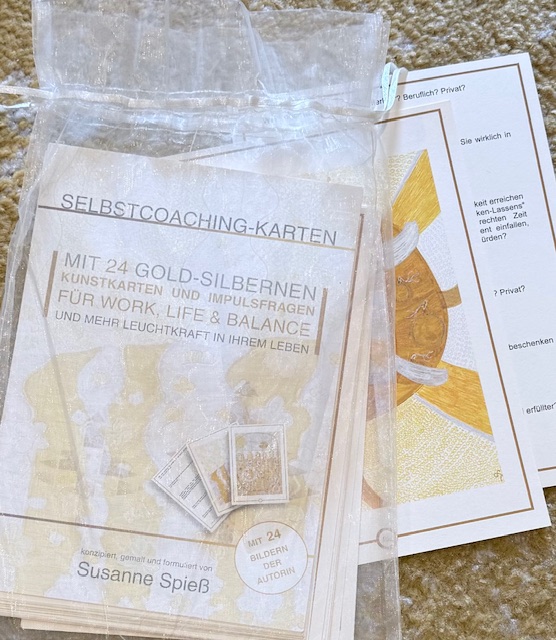 SELBSTCOACHING-KARTEN
MIT 24 GOLD-SILBERNEN
KUNSTKARTEN UND IMPULSFRAGEN
FÜR WORK, LIFE & BALANCE
UND MEHR LEUCHTKRAFT IN IHREM LEBEN
MIT 24
BILDERN
DER
AUTORIN
konzipiert, gemalt und formuliert von
Susanne Spieß
? Beruflich? Privat?
Sie wirklich in
keit erreichen
ken-Lassens"
rechten Zeit
ent einfallen,
ürden?
? Privat?
beschenken
erfüllter?